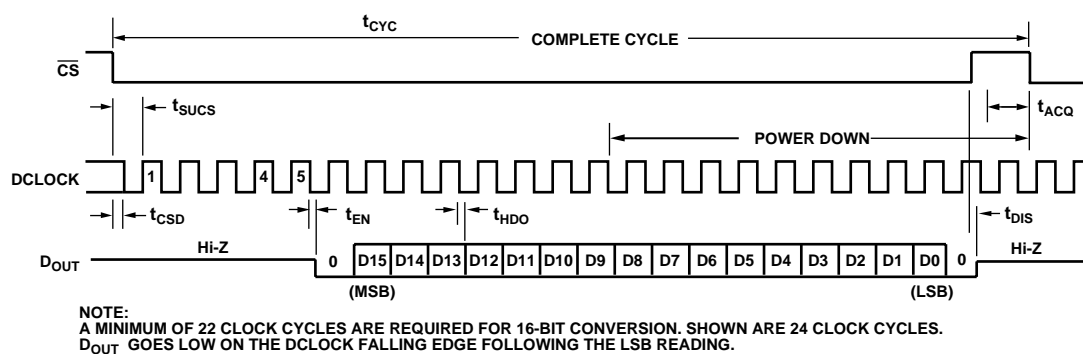 tCYC
COMPLETE CYCLE
CS
tSUCS
tACQ
POWER DOWN
DCLOCK
1
4
5
tCSD
tEN
tHDO
tDIS
Hi-Z
Hi-Z
DOUT
0 D15 D14 D13 D12 D11 D10 D9 D8 D7 D6 D5 D4 D3 D2 D1 D0 0
(MSB)
(LSB)
NOTE:
A MINIMUM OF 22 CLOCK CYCLES ARE REQUIRED FOR 16-BIT CONVERSION. SHOWN ARE 24 CLOCK CYCLES.
DOUT GOES LOW ON THE DCLOCK FALLING EDGE FOLLOWING THE LSB READING.